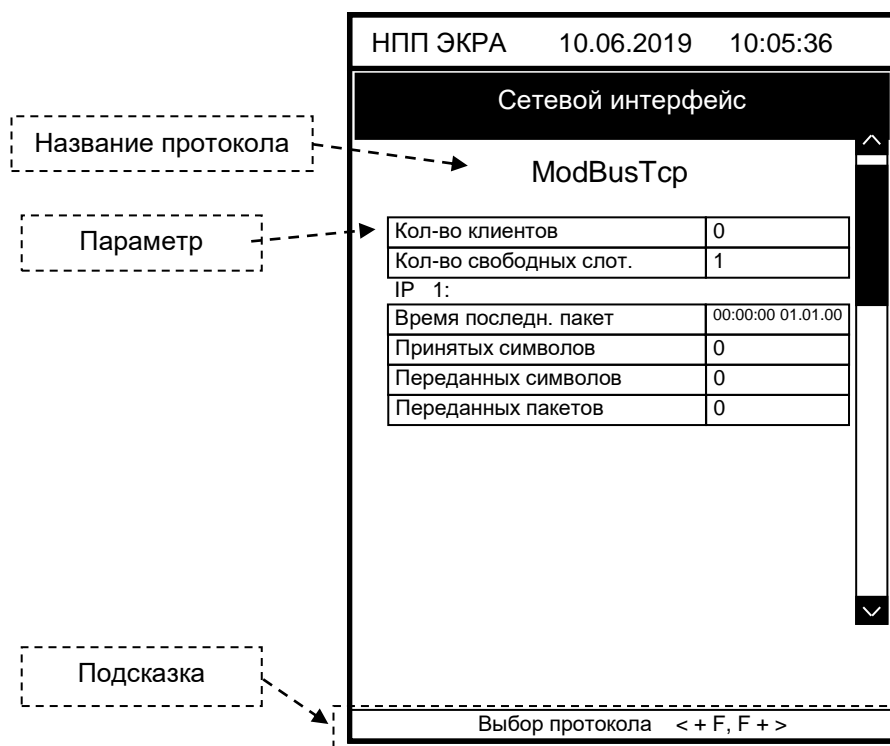 НПП ЭКРА 10.06.2019 10:05:36
Сетевой интерфейс
Название протокола
ModBusTcp
Параметр
Кол-во клиентов 0
Кол-во свободных слот. 1
IP 1:
Время последн. пакет 00:00:00 01.01.00
Принятых символов 0
Переданных символов 0
Переданных пакетов 0
Подсказка
Выбор протокола < + F, F + >